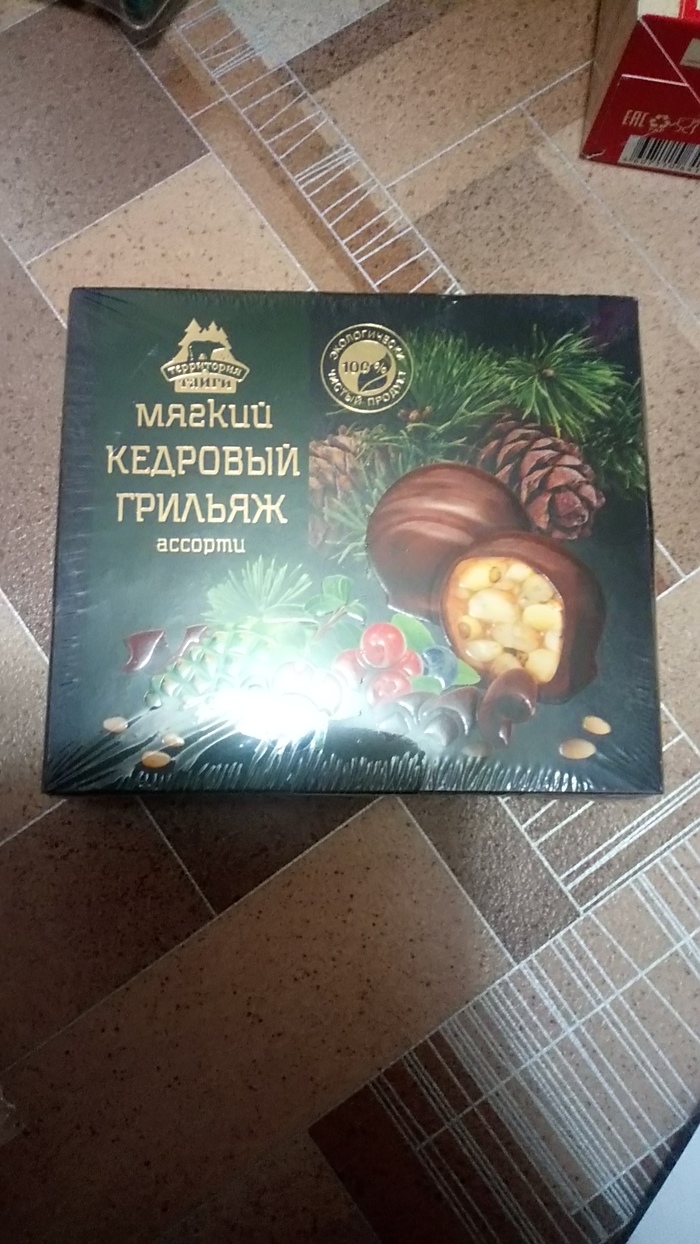 территория
тайги
мягкий
кедровый
грильяж
ассорти
ЭКОЛОГИЧЕСКИ
100%
ЧИСТЫЙ ПРОДУКТ
EAC